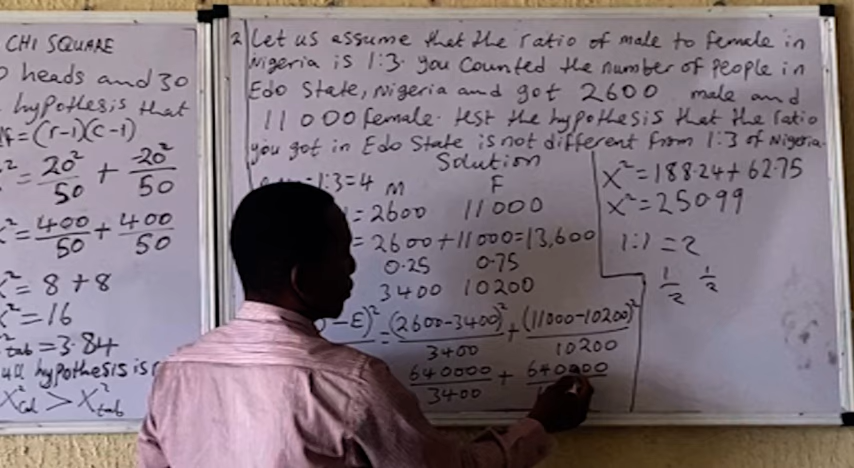 CHI SQUARE
heads and 30
hypothesis that
=(r-1)(c-1)
= 20²/50 + -20²/50
= 400/50 + 400/50
= 8 + 8
X²=16
tab = 3.84
hypothesis is
X²cal > X²tab
2 Let us assume that the ratio of male to female in
Nigeria is 1:3. you counted the number of people in
Edo State, Nigeria and got 2600 male and
11000 female. test the hypothesis that the ratio
you got in Edo State is not different from 1:3 of Nigeria.
Solution
1:3=4 M F
= 2600 11000
= 2600 + 11000 = 13,600
0.25 0.75
3400 10200
-E)² = (2600-3400)²/3400 + (11000-10200)²/10200
640000/3400 + 640000
X² = 188.24 + 62.75
X² = 250.99
1:1 = 2
1/2 1/2